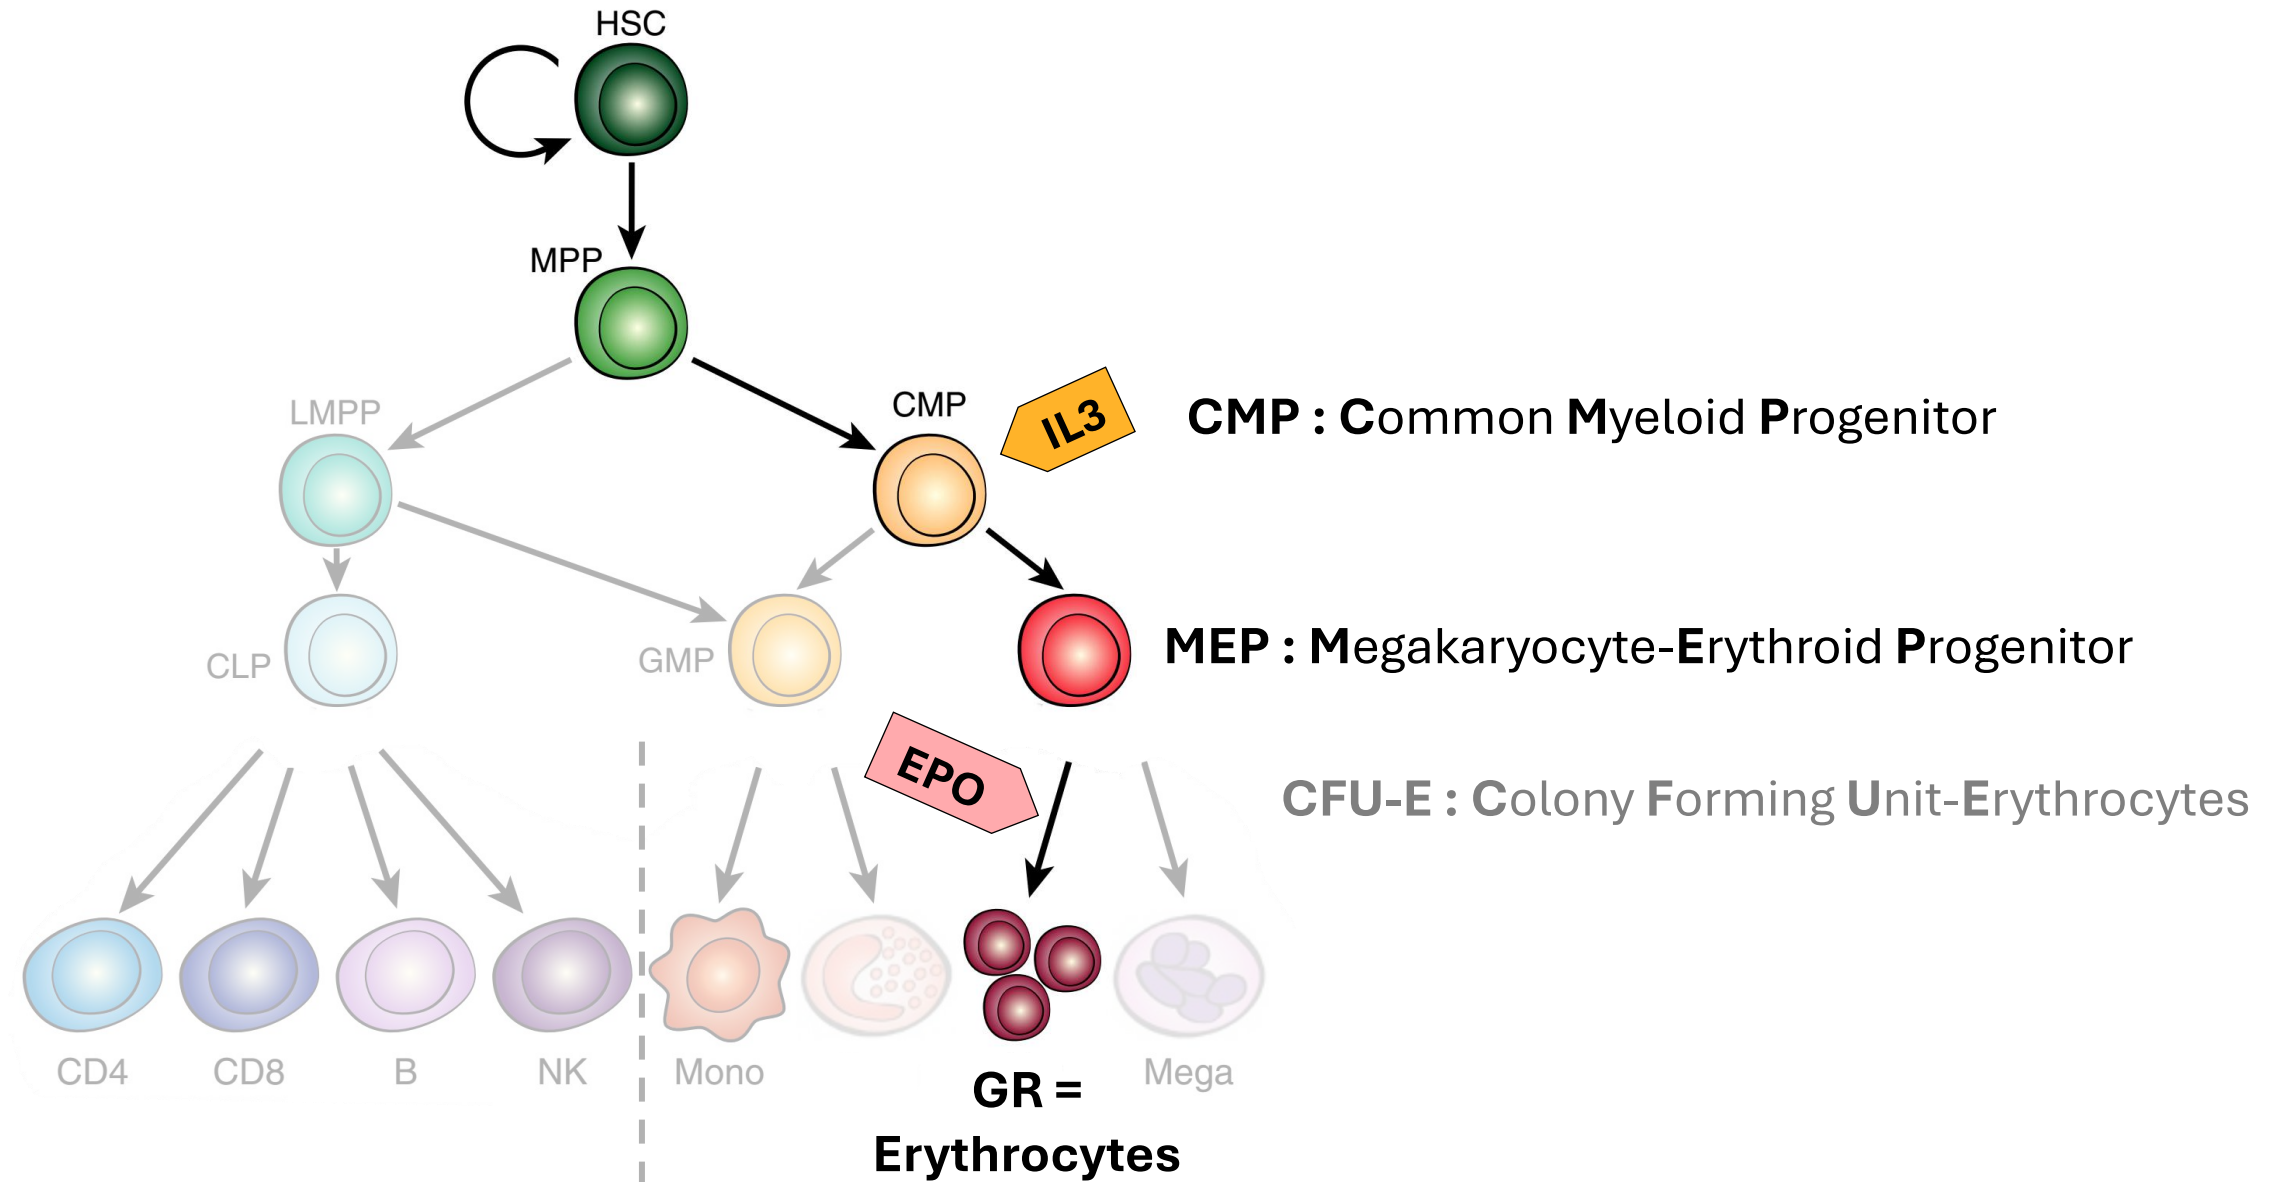 HSC
MPP
LMPP
CMP
IL3
CMP : Common Myeloid Progenitor
CLP
GMP
MEP : Megakaryocyte-Erythroid Progenitor
EPO
CFU-E : Colony Forming Unit-Erythrocytes
CD4
CD8
B
NK
Mono
GR =
Erythrocytes
Mega